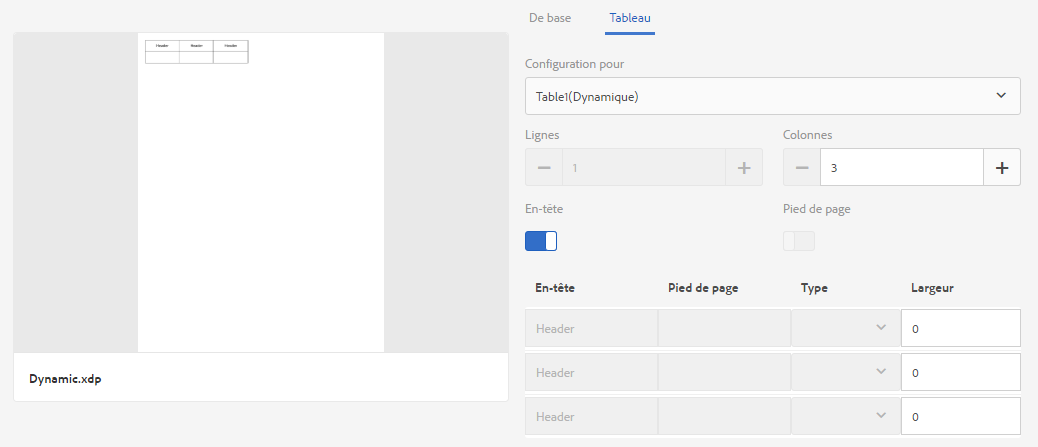 De base Tableau
Header Header Header
Configuration pour
Table1(Dynamique)
Lignes Colonnes
1 3
En-tête Pied de page
En-tête Pied de page Type Largeur
Header 0
Header 0
Header 0
Dynamic.xdp